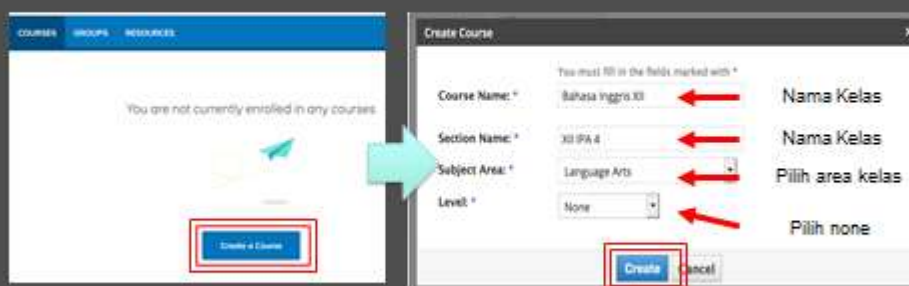 COURSES GROUPS RESOURCES
You are not currently enrolled in any courses
Create a Course
Create Course
You must fill in the fields marked with *
Course Name: * Bahasa Inggris XII Nama Kelas
Section Name: * XII IPA 4 Nama Kelas
Subject Area: * Language Arts Pilih area kelas
Level: * None Pilih none
Create Cancel